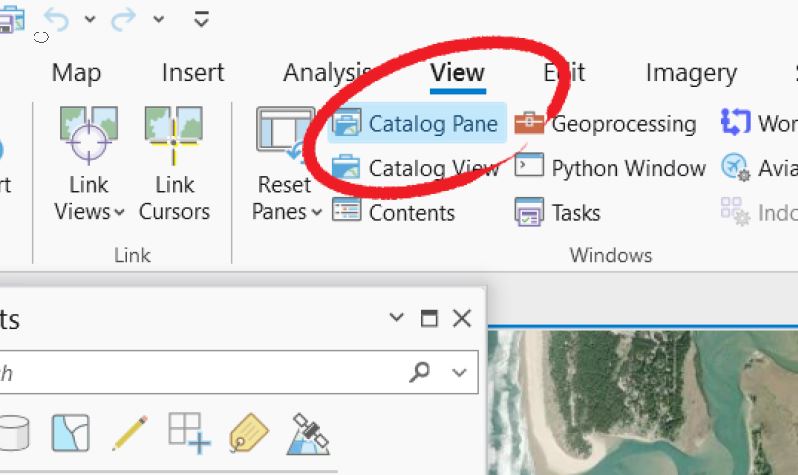 Map Insert Analysis View Edit Imagery
Catalog Pane Geoprocessing Wor
Link Views Link Cursors Reset Panes Catalog View Python Window Avia
Contents Tasks Indo
Link Windows
ts
ch